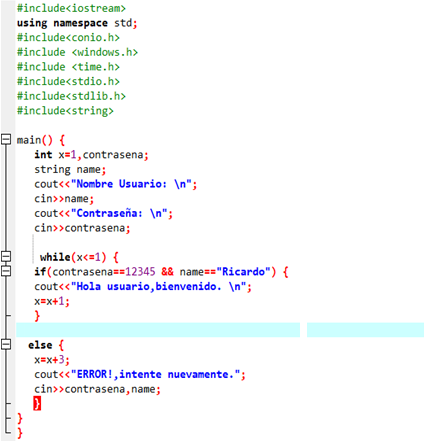 #include<iostream>
using namespace std;
#include<conio.h>
#include <windows.h>
#include <time.h>
#include<stdio.h>
#include<stdlib.h>
#include<string>
main() {
int x=1,contrasena;
string name;
cout<<"Nombre Usuario: \n";
cin>>name;
cout<<"Contraseña: \n";
cin>>contrasena;
while(x<=1) {
if(contrasena==12345 && name=="Ricardo") {
cout<<"Hola usuario,bienvenido. \n";
x=x+1;
}
else {
x=x+3;
cout<<"ERROR!,intente nuevamente.";
cin>>contrasena,name;
}
}
}